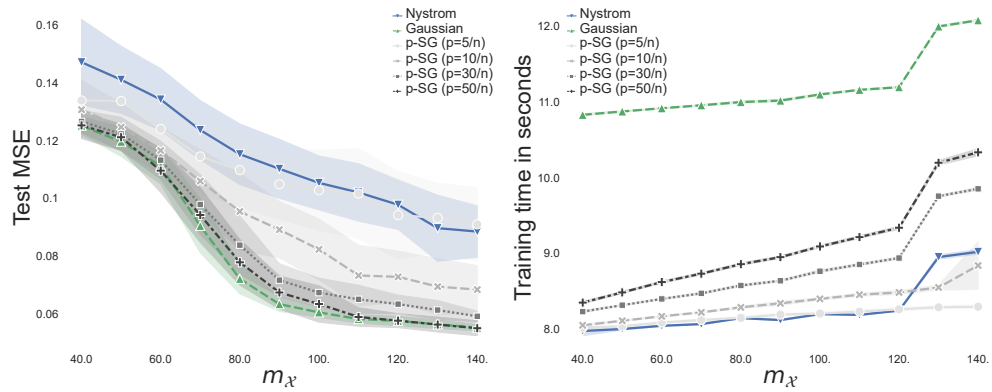 Nystrom
Gaussian
p-SG (p=5/n)
p-SG (p=10/n)
p-SG (p=30/n)
p-SG (p=50/n)
0.16
0.14
0.12
0.1
0.08
0.06
Test MSE
40.0
60.0
80.0
100.
120.
140.
m𝒳
Nystrom
Gaussian
p-SG (p=5/n)
p-SG (p=10/n)
p-SG (p=30/n)
p-SG (p=50/n)
12.0
11.0
10.0
9.0
8.0
Training time in seconds
40.0
60.0
80.0
100.
120.
140.
m𝒳